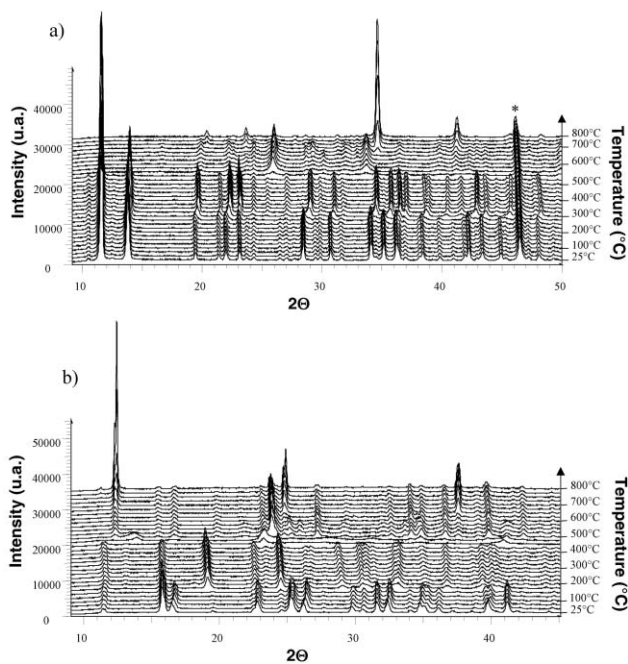 a)
Intensity (u.a.)
40000
30000
20000
10000
0
*
800°C
700°C
600°C
500°C
400°C
300°C
200°C
100°C
25°C
Temperature (°C)
10 20 30 40 50
2Θ
b)
Intensity (u.a.)
50000
40000
30000
20000
10000
0
800°C
700°C
600°C
500°C
400°C
300°C
200°C
100°C
25°C
Temperature (°C)
10 20 30 40
2Θ